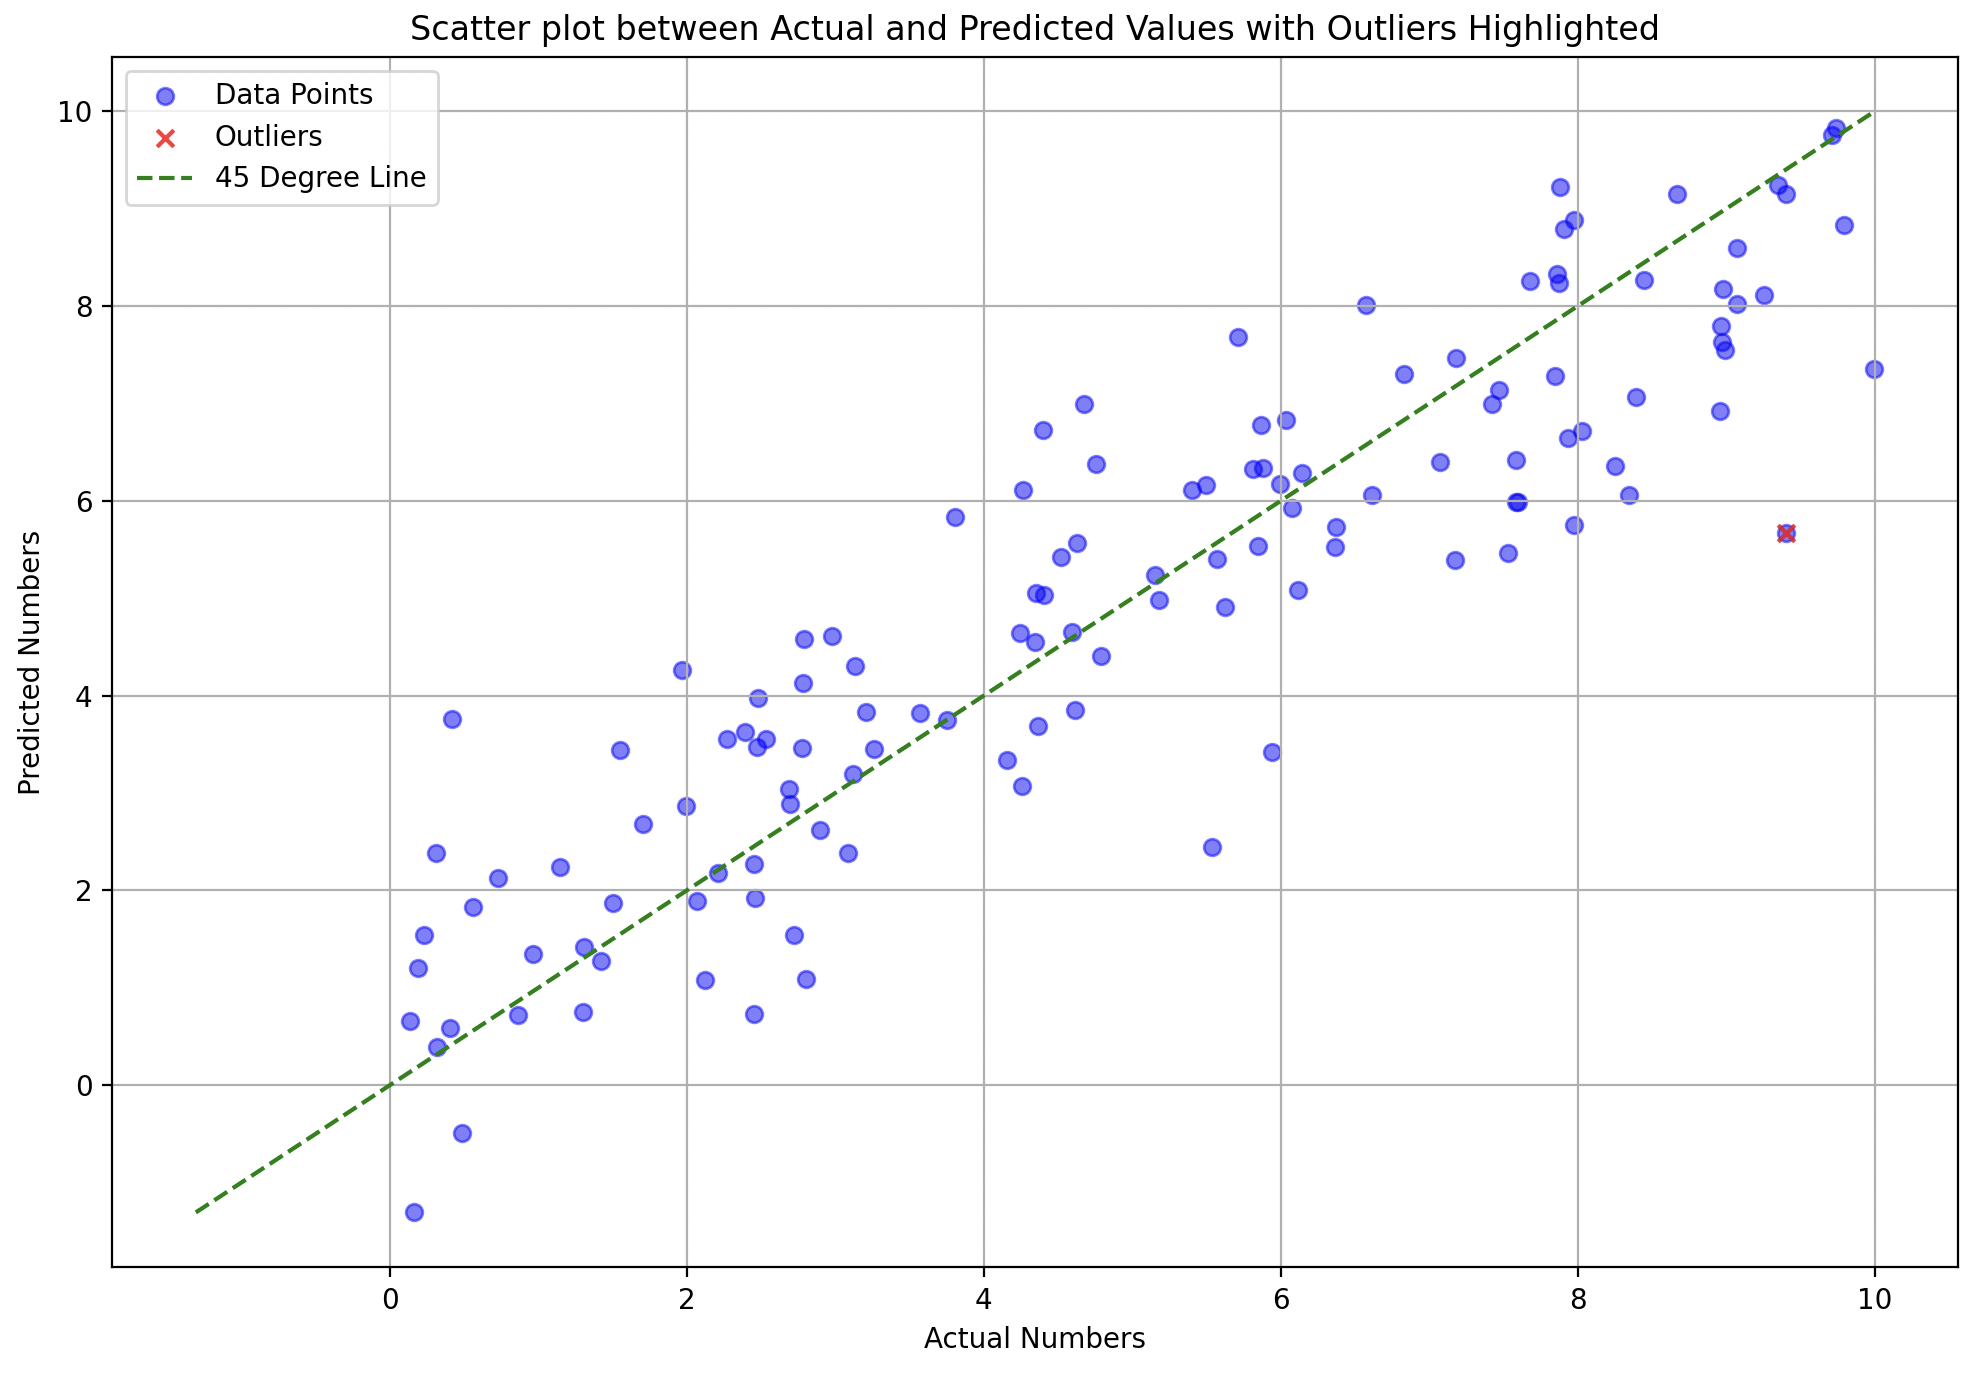 Scatter plot between Actual and Predicted Values with Outliers Highlighted
Data Points
Outliers
45 Degree Line
10
8
6
4
2
0
Predicted Numbers
0 2 4 6 8 10
Actual Numbers